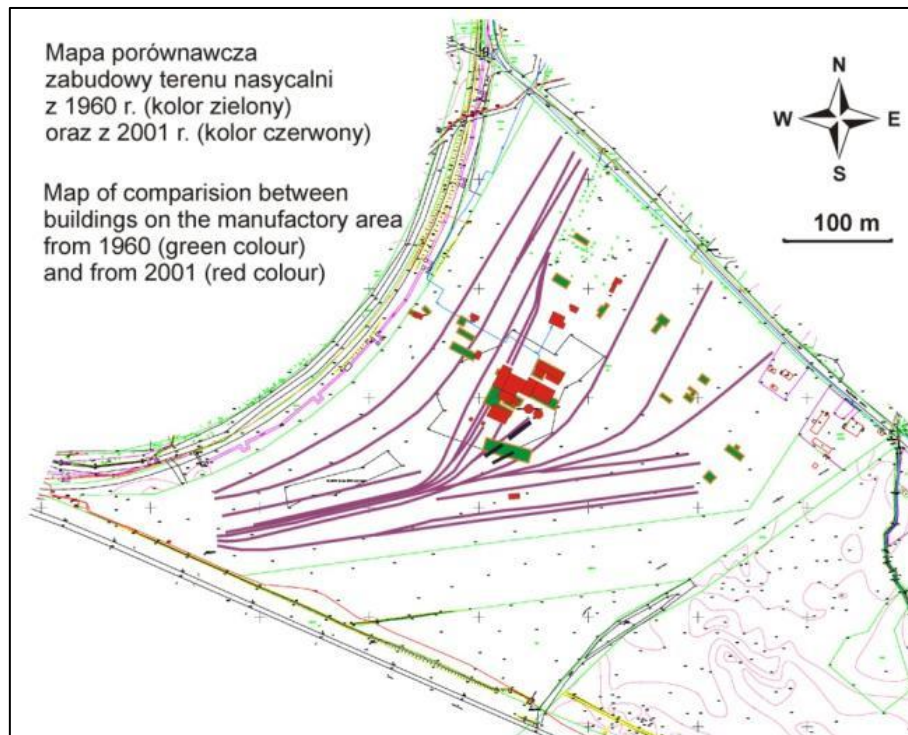 Mapa porównawcza
zabudowy terenu nasycalni
z 1960 r. (kolor zielony)
oraz z 2001 r. (kolor czerwony)
Map of comparision between
buildings on the manufactory area
from 1960 (green colour)
and from 2001 (red colour)
N
W E
S
100 m